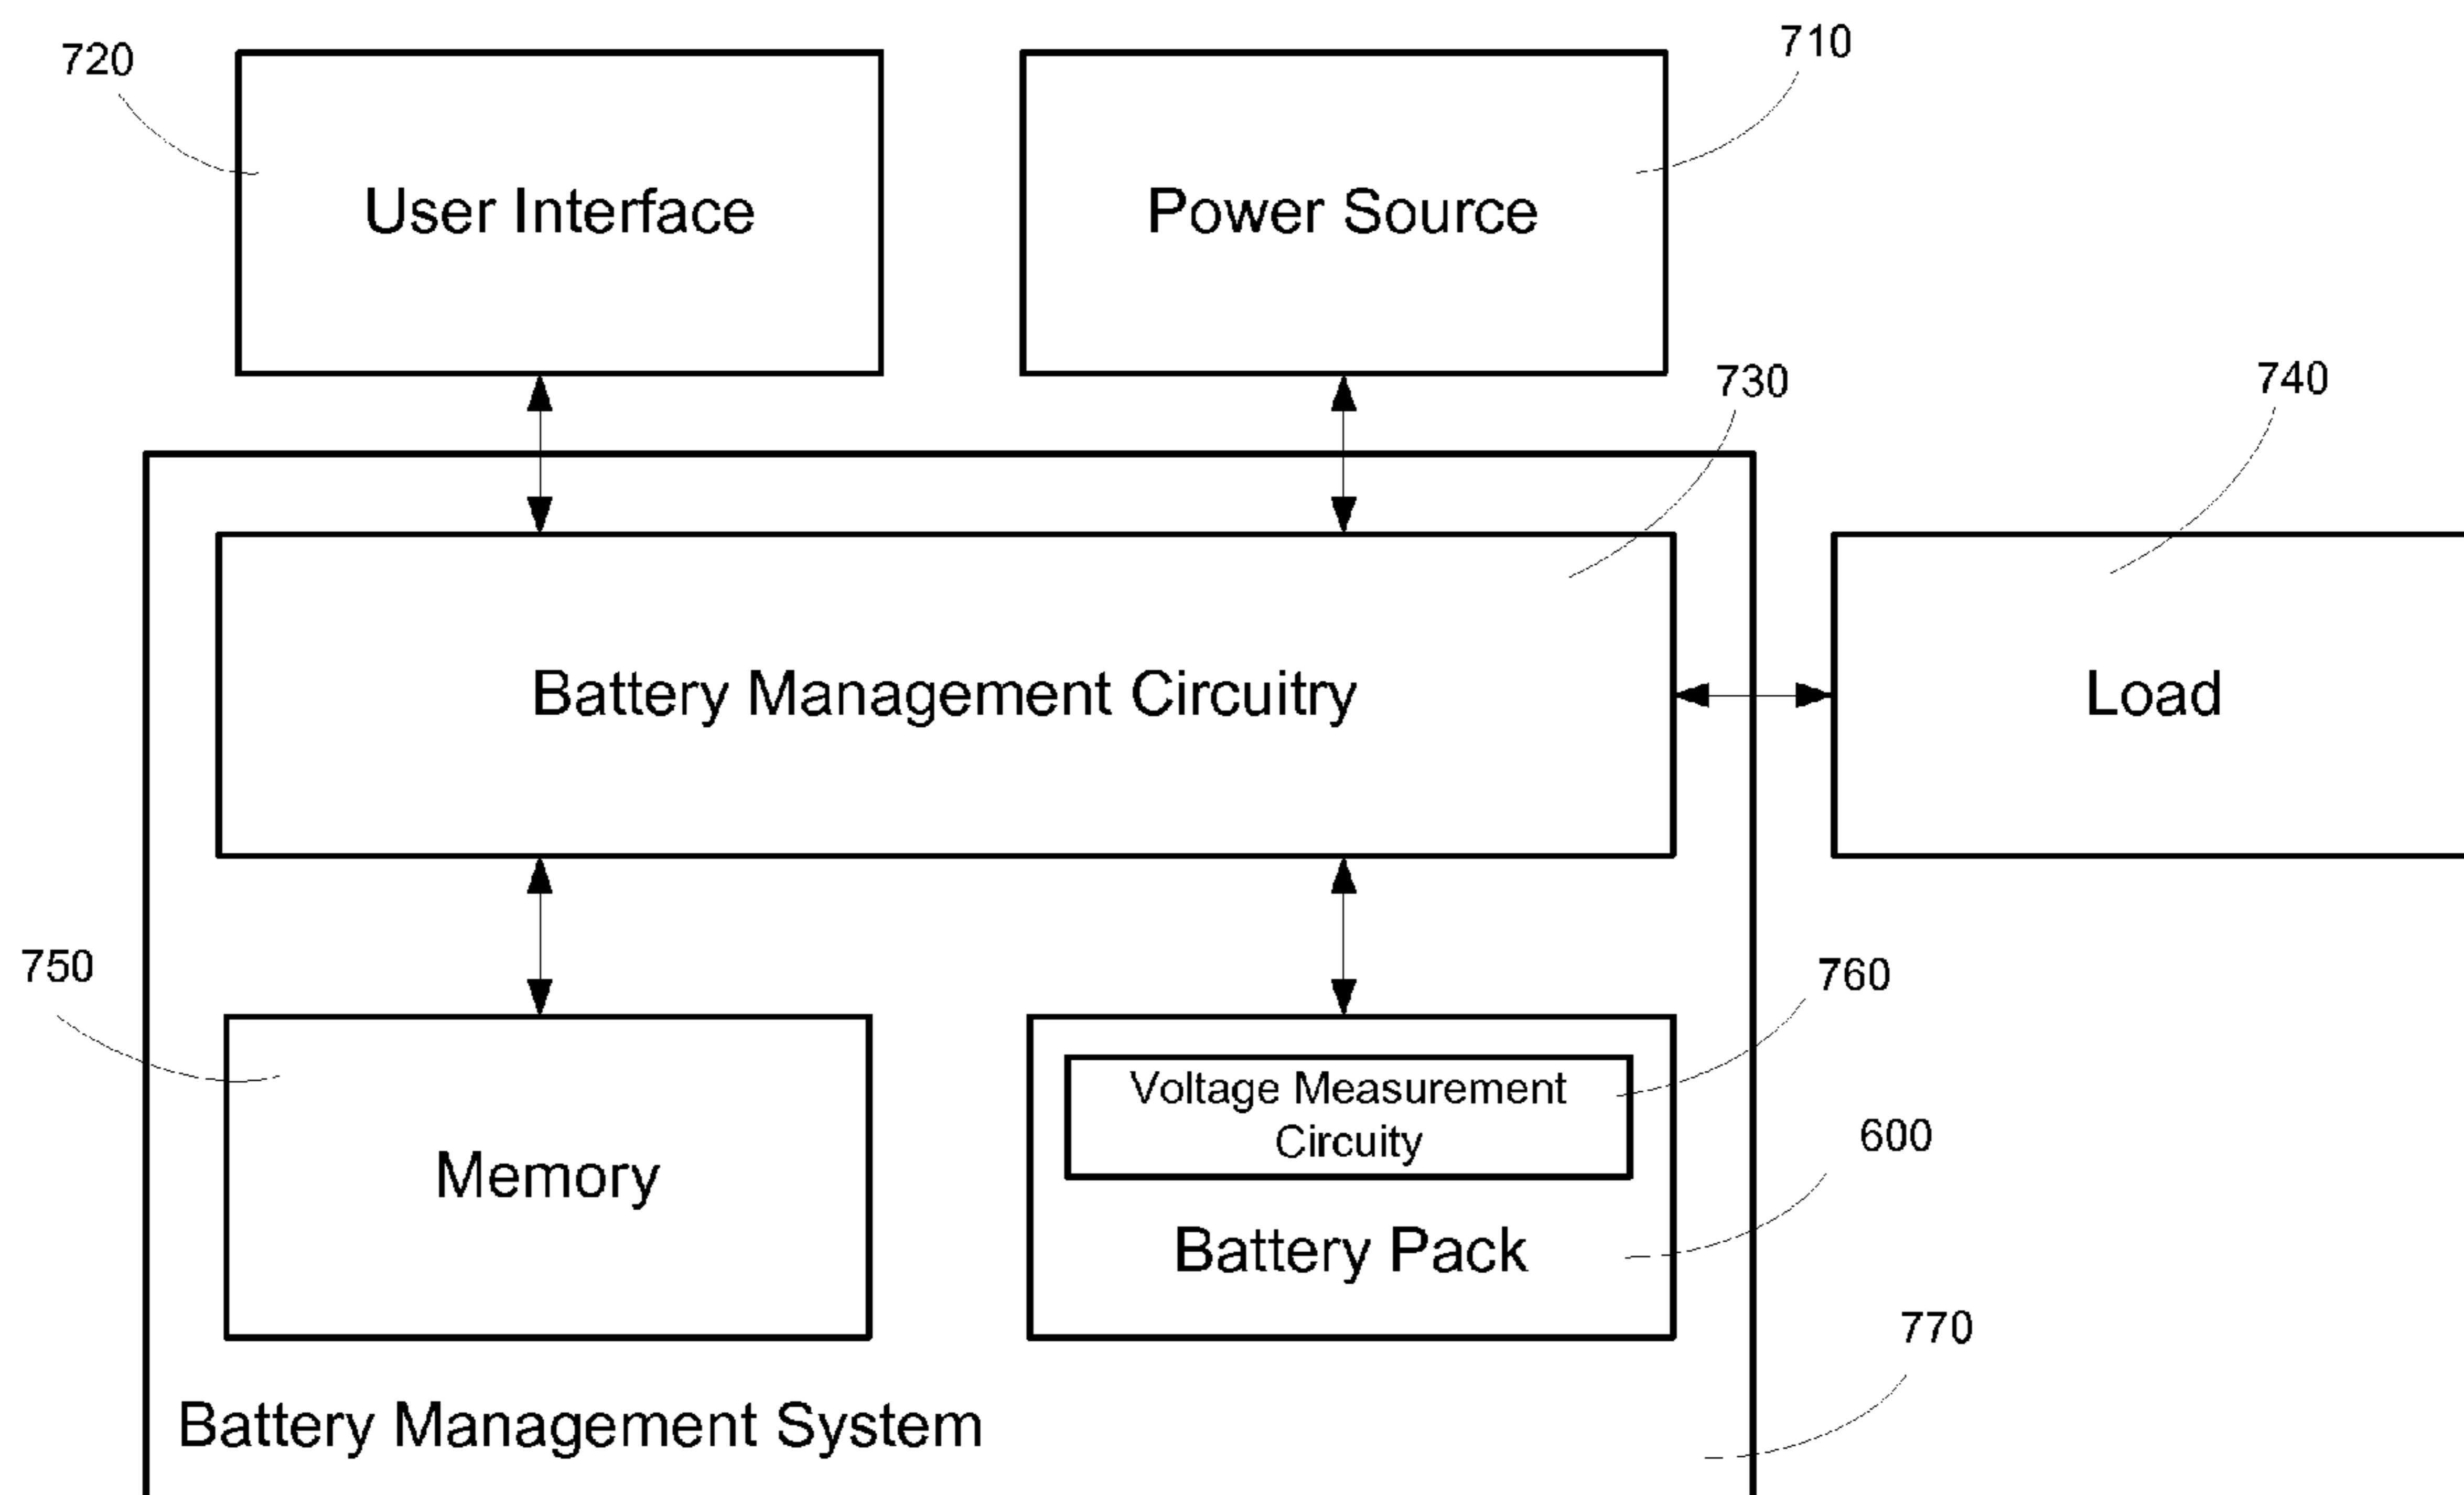 720
User Interface
Power Source
710
730
740
Battery Management Circuitry
Load
750
760
Voltage Measurement
Circuity
600
Memory
Battery Pack
770
Battery Management System